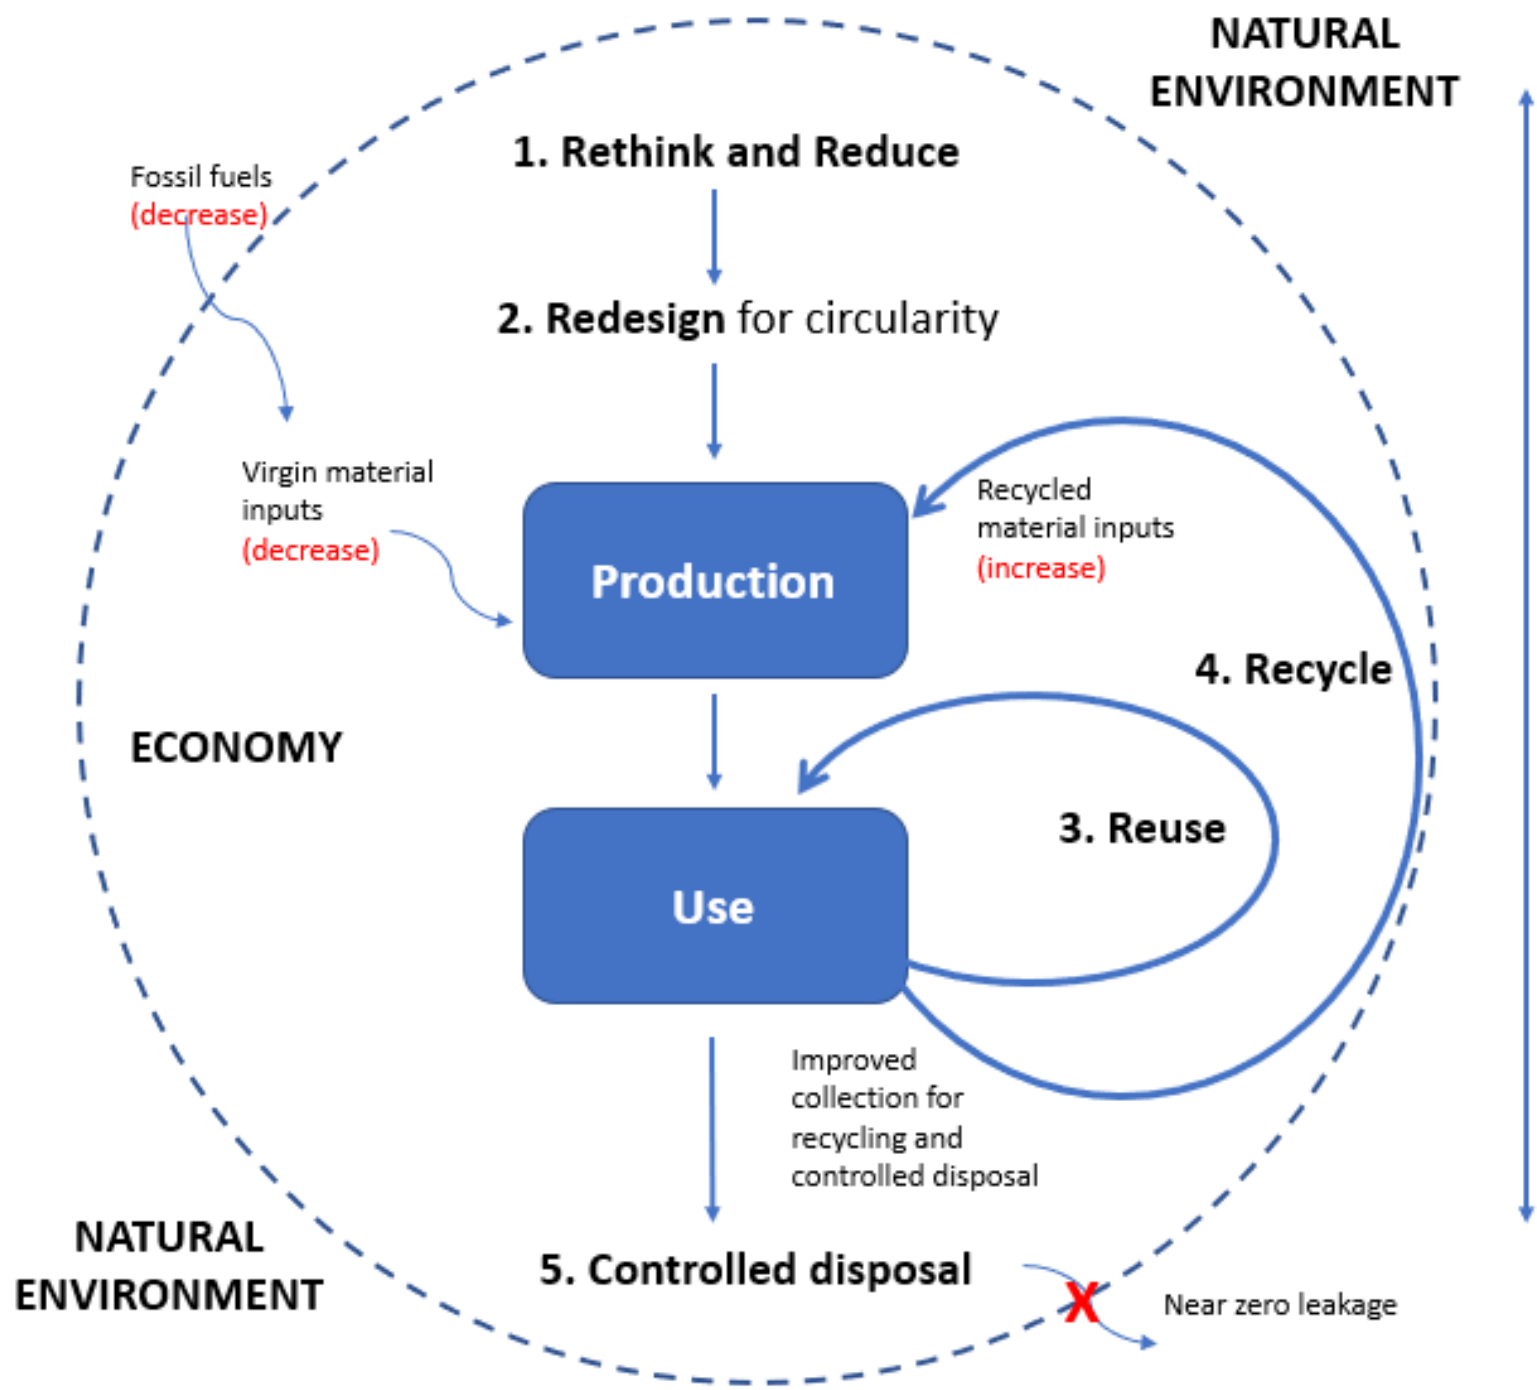 NATURAL
ENVIRONMENT
1. Rethink and Reduce
Fossil fuels
(decrease)
2. Redesign for circularity
Virgin material
inputs
(decrease)
Recycled
material inputs
(increase)
Production
4. Recycle
ECONOMY
3. Reuse
Use
Improved
collection for
recycling and
controlled disposal
NATURAL
ENVIRONMENT
5. Controlled disposal
X
Near zero leakage